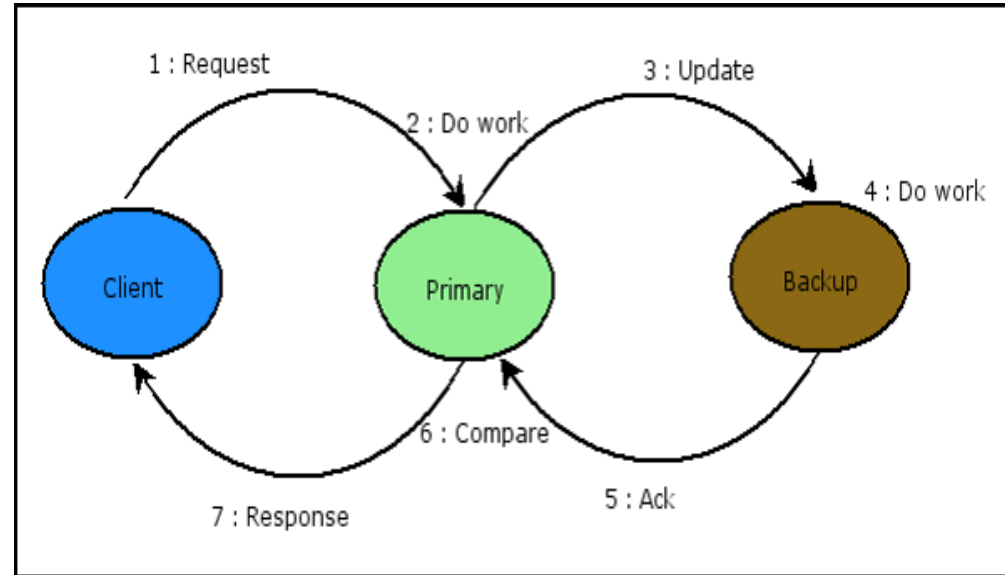 1 : Request
3 : Update
2 : Do work
4 : Do work
Client
Primary
Backup
6 : Compare
5 : Ack
7 : Response